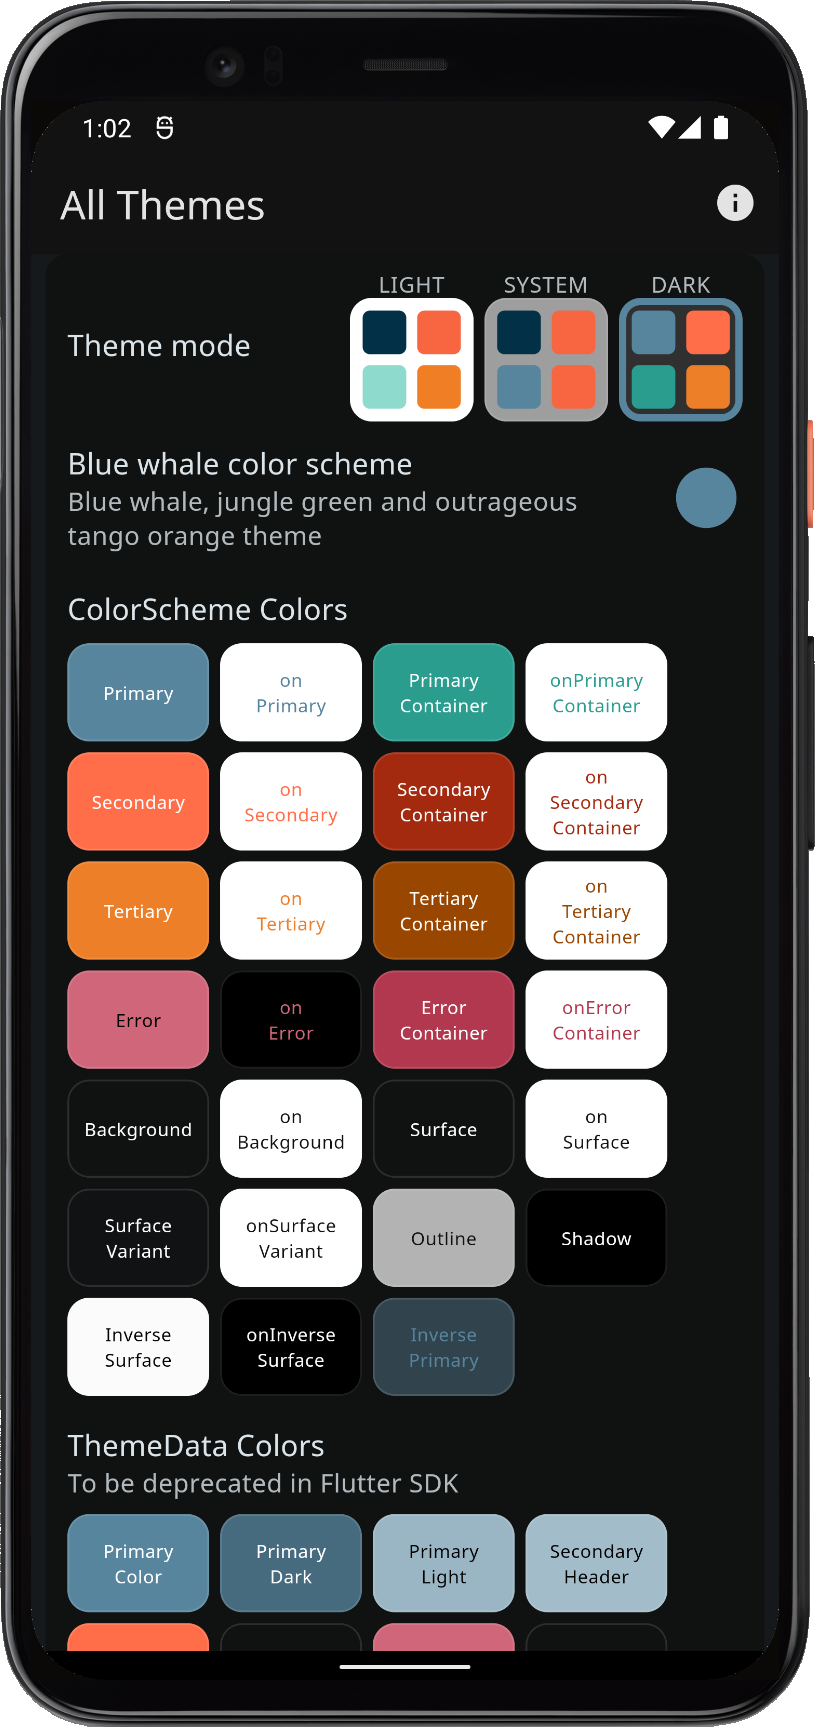 1:02
All Themes
LIGHT SYSTEM DARK
Theme mode
Blue whale color scheme
Blue whale, jungle green and outrageous
tango orange theme
ColorScheme Colors
Primary
on
Primary
Primary
Container
onPrimary
Container
Secondary
on
Secondary
Secondary
Container
on
Secondary
Container
Tertiary
on
Tertiary
Tertiary
Container
on
Tertiary
Container
Error
on
Error
Error
Container
onError
Container
Background
on
Background
Surface
on
Surface
Surface
Variant
onSurface
Variant
Outline
Shadow
Inverse
Surface
onInverse
Surface
Inverse
Primary
ThemeData Colors
To be deprecated in Flutter SDK
Primary
Color
Primary
Dark
Primary
Light
Secondary
Header